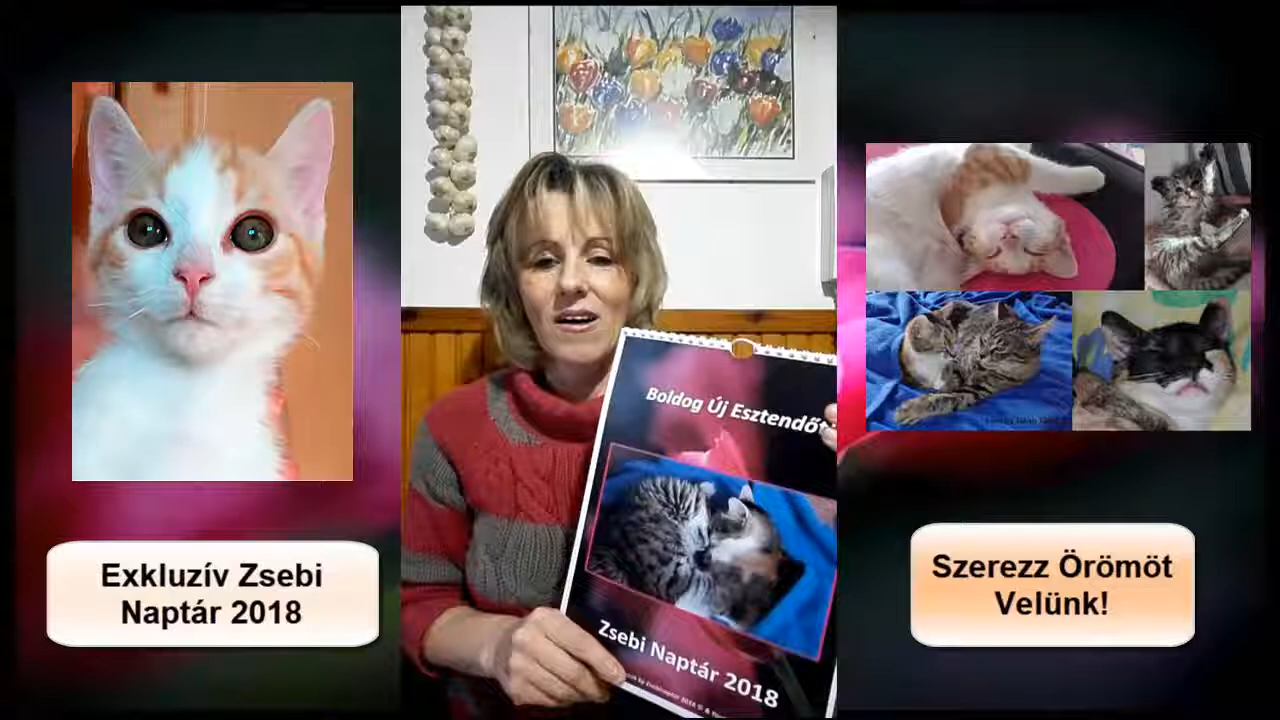 Exkluzív Zsebi
Naptár 2018
Boldog Új Esztendőt
Zsebi Naptár 2018
Szerezz Örömöt
Velünk!